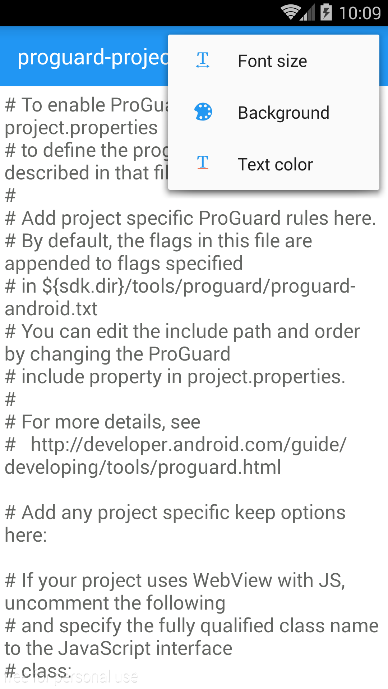 10:09
proguard-projec
Font size
Background
Text color
# To enable ProGua
project.properties
# to define the prog
described in that fil
#
# Add project specific ProGuard rules here.
# By default, the flags in this file are
appended to flags specified
# in ${sdk.dir}/tools/proguard/proguard-
android.txt
# You can edit the include path and order
by changing the ProGuard
# include property in project.properties.
#
# For more details, see
#   http://developer.android.com/guide/
developing/tools/proguard.html
# Add any project specific keep options
here:
# If your project uses WebView with JS,
uncomment the following
# and specify the fully qualified class name
to the JavaScript interface
# class:
for personal use